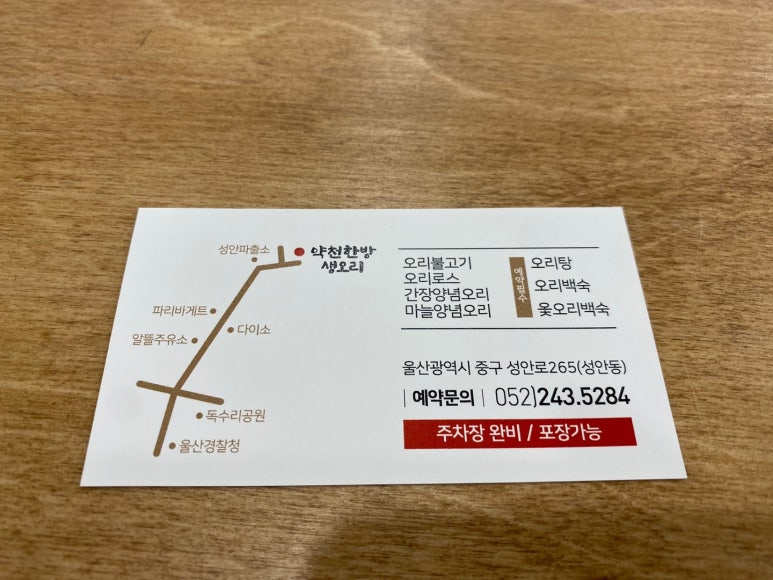 성안파출소
약천한방
생오리
파리바게트
다이소
알뜰주유소
독수리공원
울산경찰청
오리불고기
오리로스
간장양념오리
마늘양념오리
예약필수
오리탕
오리백숙
옻오리백숙
울산광역시 중구 성안로265(성안동)
예약문의 052)243.5284
주차장 완비 / 포장가능